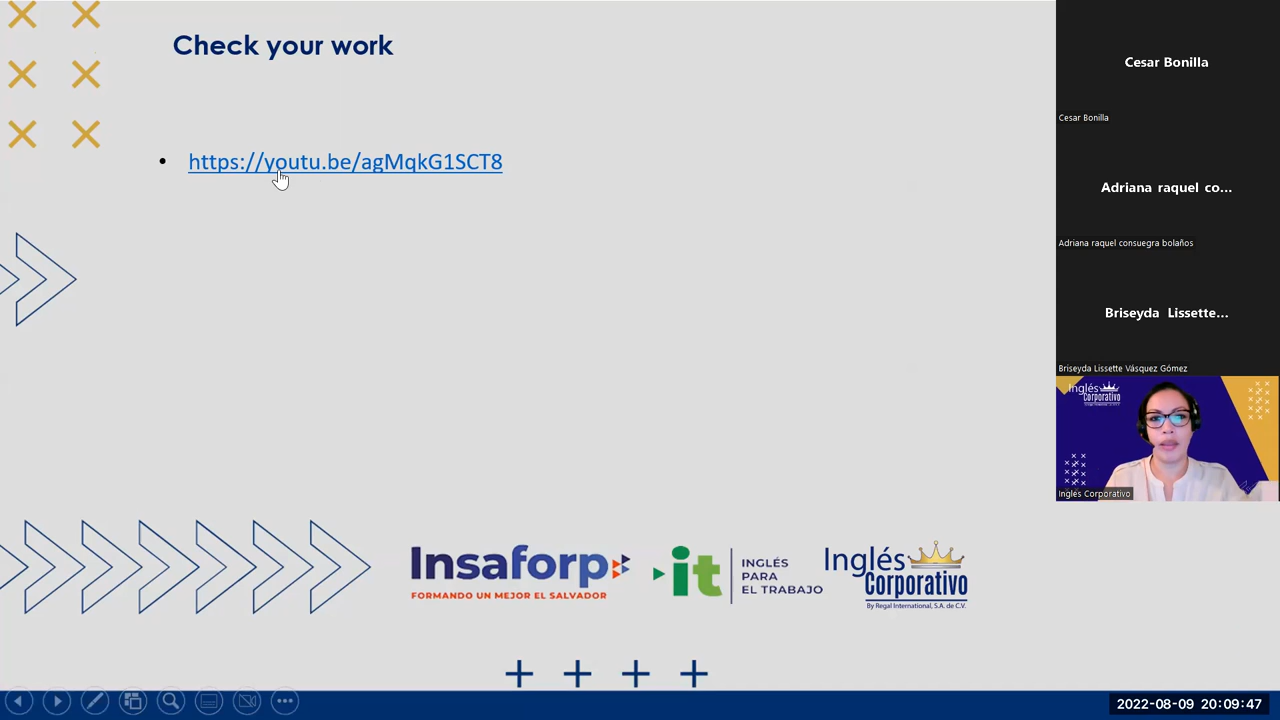 Check your work
• https://youtu.be/agMqkG1SCT8
Cesar Bonilla
Cesar Bonilla
Adriana raquel co...
Adriana raquel consuegra bolaños
Briseyda Lissette...
Briseyda Lissette Vásquez Gómez
Inglés
Corporativo
Inglés Corporativo
Insaforp
FORMANDO UN MEJOR EL SALVADOR
it
INGLÉS
PARA
EL TRABAJO
Inglés
Corporativo
By Regal International, S.A. de C.V.
2022-08-09 20:09:47